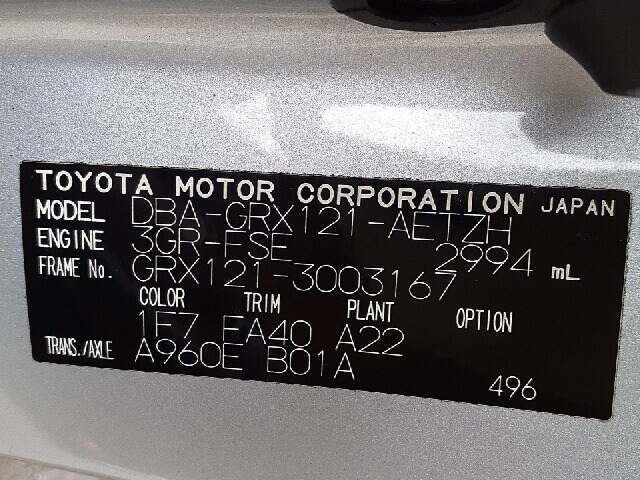 TOYOTA MOTOR CORPORATION JAPAN
MODEL DBA-GRX121-AETZH
ENGINE 3GR-FSE 2994 mL
FRAME No. GRX121-3003167
COLOR TRIM PLANT OPTION
1F7 FA40 A22
TRANS./AXLE A960E B01A
496